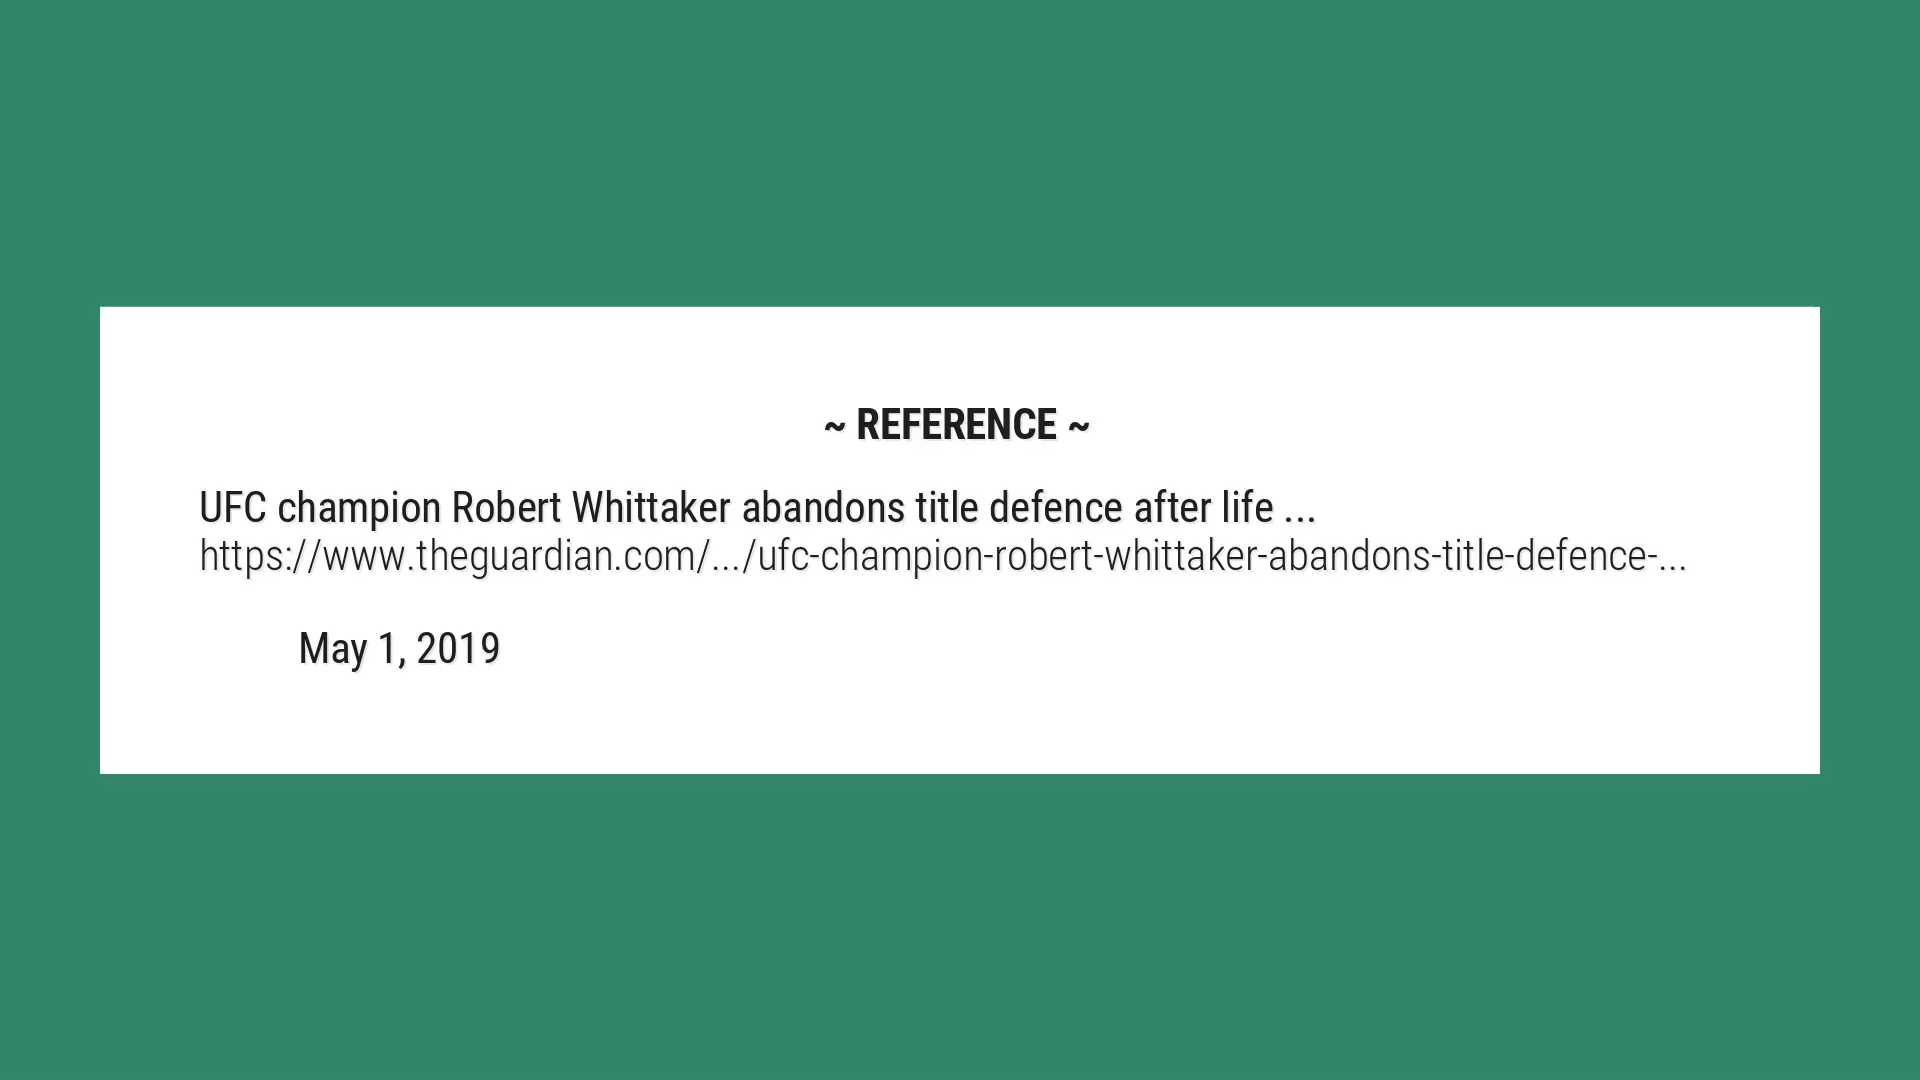 ~ REFERENCE ~
UFC champion Robert Whittaker abandons title defence after life ...
https://www.theguardian.com/.../ufc-champion-robert-whittaker-abandons-title-defence-...
May 1, 2019